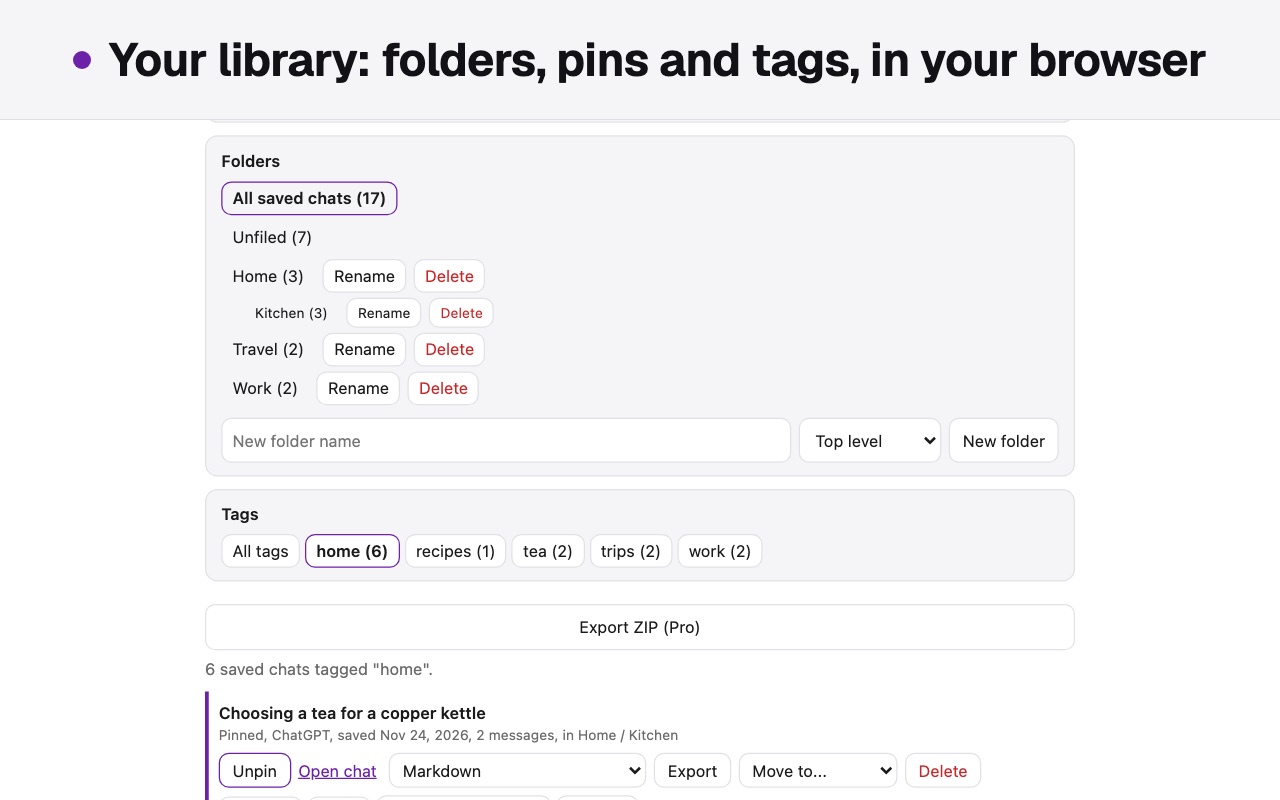 Your library: folders, pins and tags, in your browser
Folders
All saved chats (17)
Unfiled (7)
Home (3) Rename Delete
Kitchen (3) Rename Delete
Travel (2) Rename Delete
Work (2) Rename Delete
New folder name Top level New folder
Tags
All tags home (6) recipes (1) tea (2) trips (2) work (2)
Export ZIP (Pro)
6 saved chats tagged "home".
Choosing a tea for a copper kettle
Pinned, ChatGPT, saved Nov 24, 2026, 2 messages, in Home / Kitchen
Unpin Open chat Markdown Export Move to... Delete